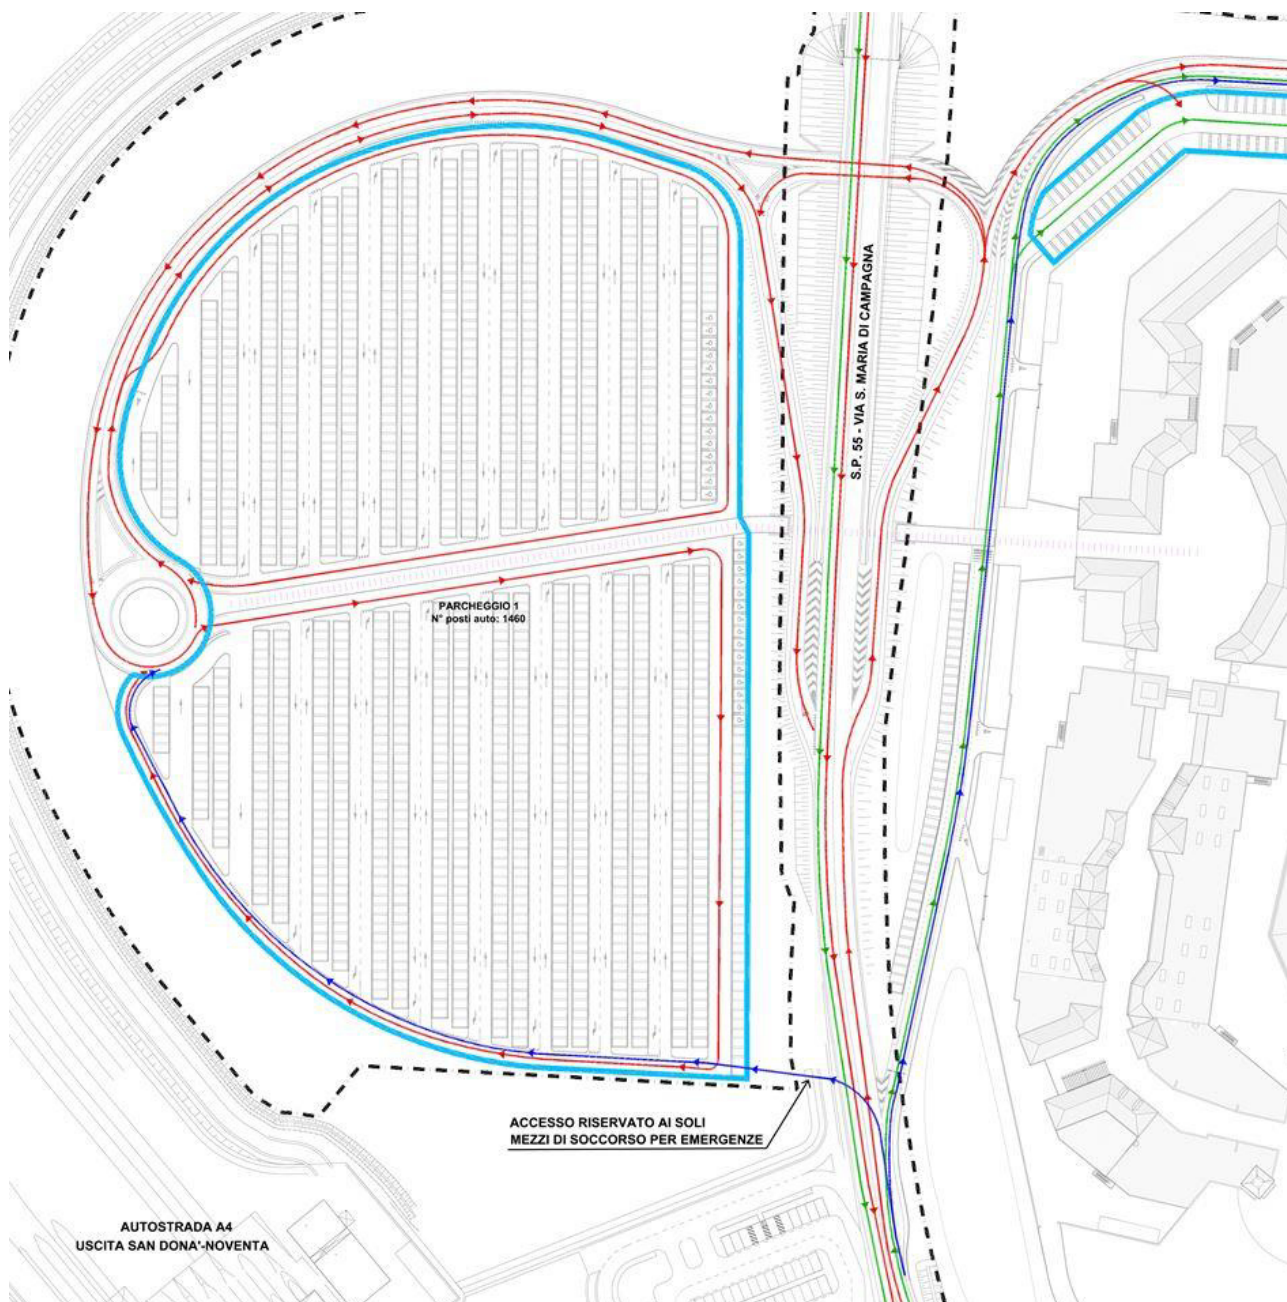 S.P. 55 - VIA S. MARIA DI CAMPAGNA
PARCHEGGIO 1
N° posti auto: 1460
ACCESSO RISERVATO AI SOLI
MEZZI DI SOCCORSO PER EMERGENZE
AUTOSTRADA A4
USCITA SAN DONA'-NOVENTA